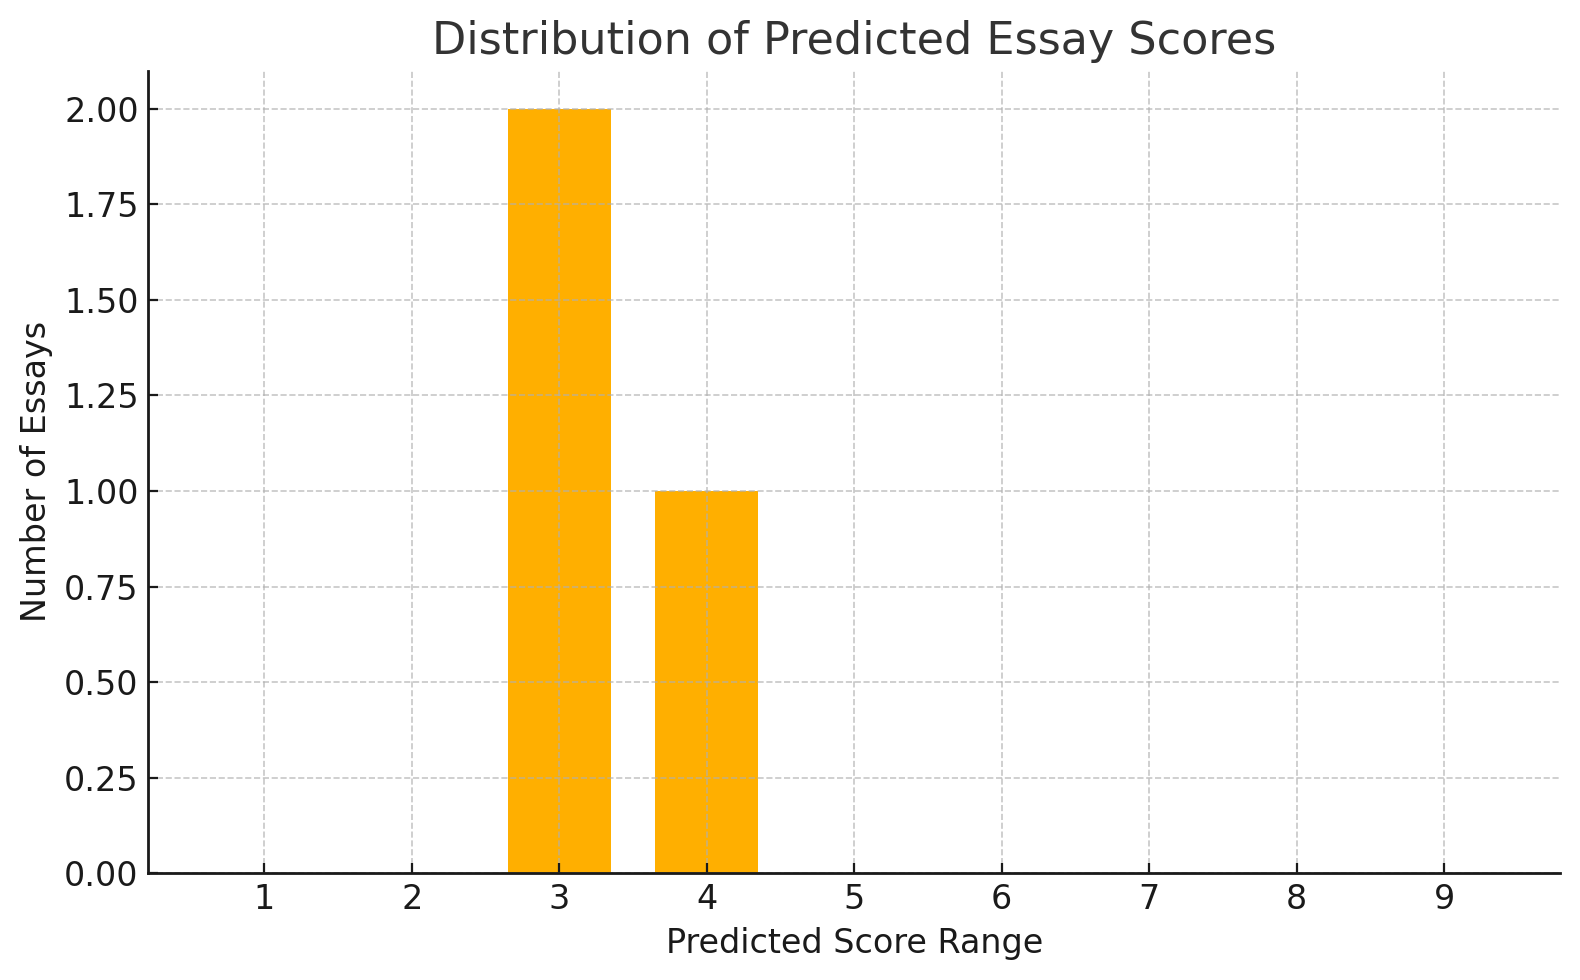 Distribution of Predicted Essay Scores
2.00
1.75
1.50
1.25
1.00
0.75
0.50
0.25
0.00
Number of Essays
1 2 3 4 5 6 7 8 9
Predicted Score Range